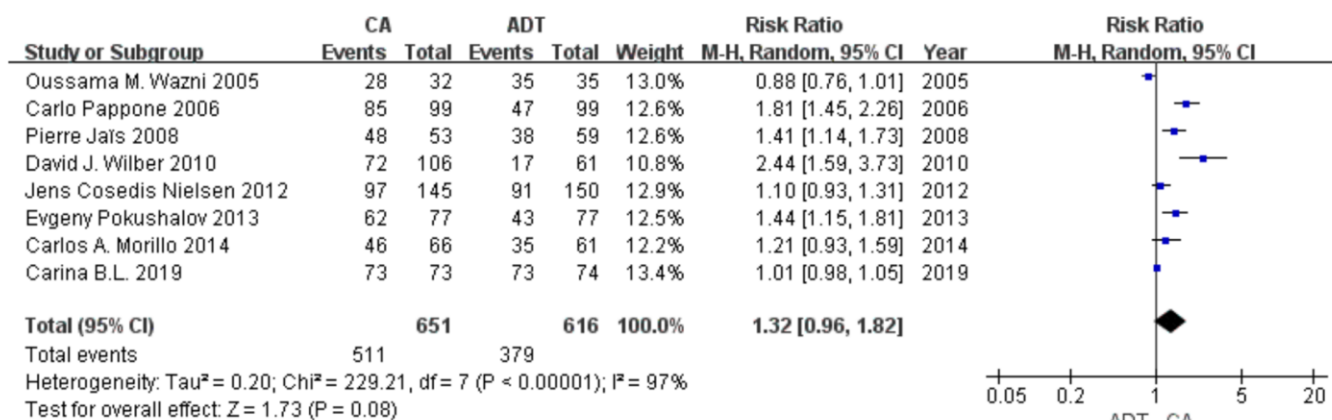 CA ADT Risk Ratio Risk Ratio
Study or Subgroup Events Total Events Total Weight M-H, Random, 95% CI Year M-H, Random, 95% CI
Oussama M. Wazni 2005 28 32 35 35 13.0% 0.88 [0.76, 1.01] 2005
Carlo Pappone 2006 85 99 47 99 12.6% 1.81 [1.45, 2.26] 2006
Pierre Jaïs 2008 48 53 38 59 12.6% 1.41 [1.14, 1.73] 2008
David J. Wilber 2010 72 106 17 61 10.8% 2.44 [1.59, 3.73] 2010
Jens Cosedis Nielsen 2012 97 145 91 150 12.9% 1.10 [0.93, 1.31] 2012
Evgeny Pokushalov 2013 62 77 43 77 12.5% 1.44 [1.15, 1.81] 2013
Carlos A. Morillo 2014 46 66 35 61 12.2% 1.21 [0.93, 1.59] 2014
Carina B.L. 2019 73 73 73 74 13.4% 1.01 [0.98, 1.05] 2019
Total (95% CI) 651 616 100.0% 1.32 [0.96, 1.82]
Total events 511 379
Heterogeneity: Tau² = 0.20; Chi² = 229.21, df = 7 (P < 0.00001); I² = 97%
Test for overall effect: Z = 1.73 (P = 0.08)
0.05 0.2 1 5 20
ADT CA